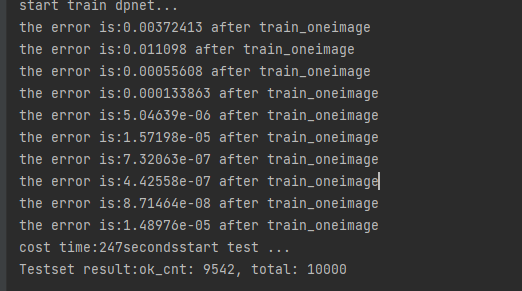 start train dpnet...
the error is:0.00372413 after train_oneimage
the error is:0.011098 after train_oneimage
the error is:0.00055608 after train_oneimage
the error is:0.000133863 after train_oneimage
the error is:5.04639e-06 after train_oneimage
the error is:1.57198e-05 after train_oneimage
the error is:7.32063e-07 after train_oneimage
the error is:4.42558e-07 after train_oneimage
the error is:8.71464e-08 after train_oneimage
the error is:1.48976e-05 after train_oneimage
cost time:247secondsstart test ...
Testset result:ok_cnt: 9542, total: 10000